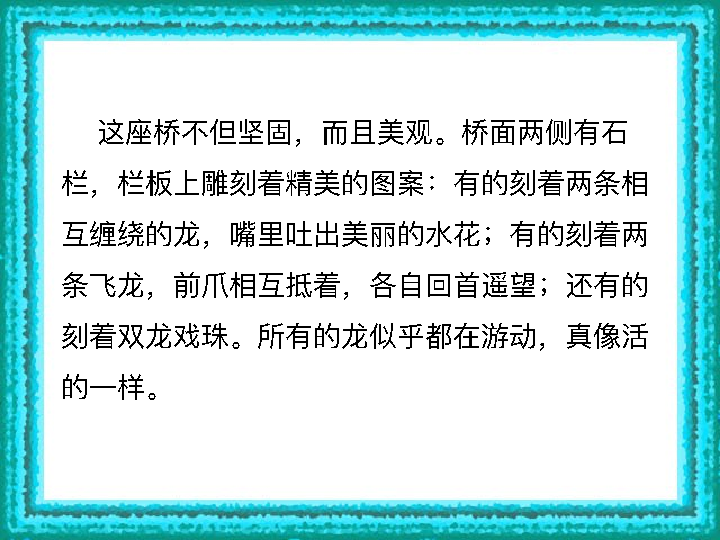 这座桥不但坚固，而且美观。桥面两侧有石
栏，栏板上雕刻着精美的图案：有的刻着两条相
互缠绕的龙，嘴里吐出美丽的水花；有的刻着两
条飞龙，前爪相互抵着，各自回首遥望；还有的
刻着双龙戏珠。所有的龙似乎都在游动，真像活
的一样。